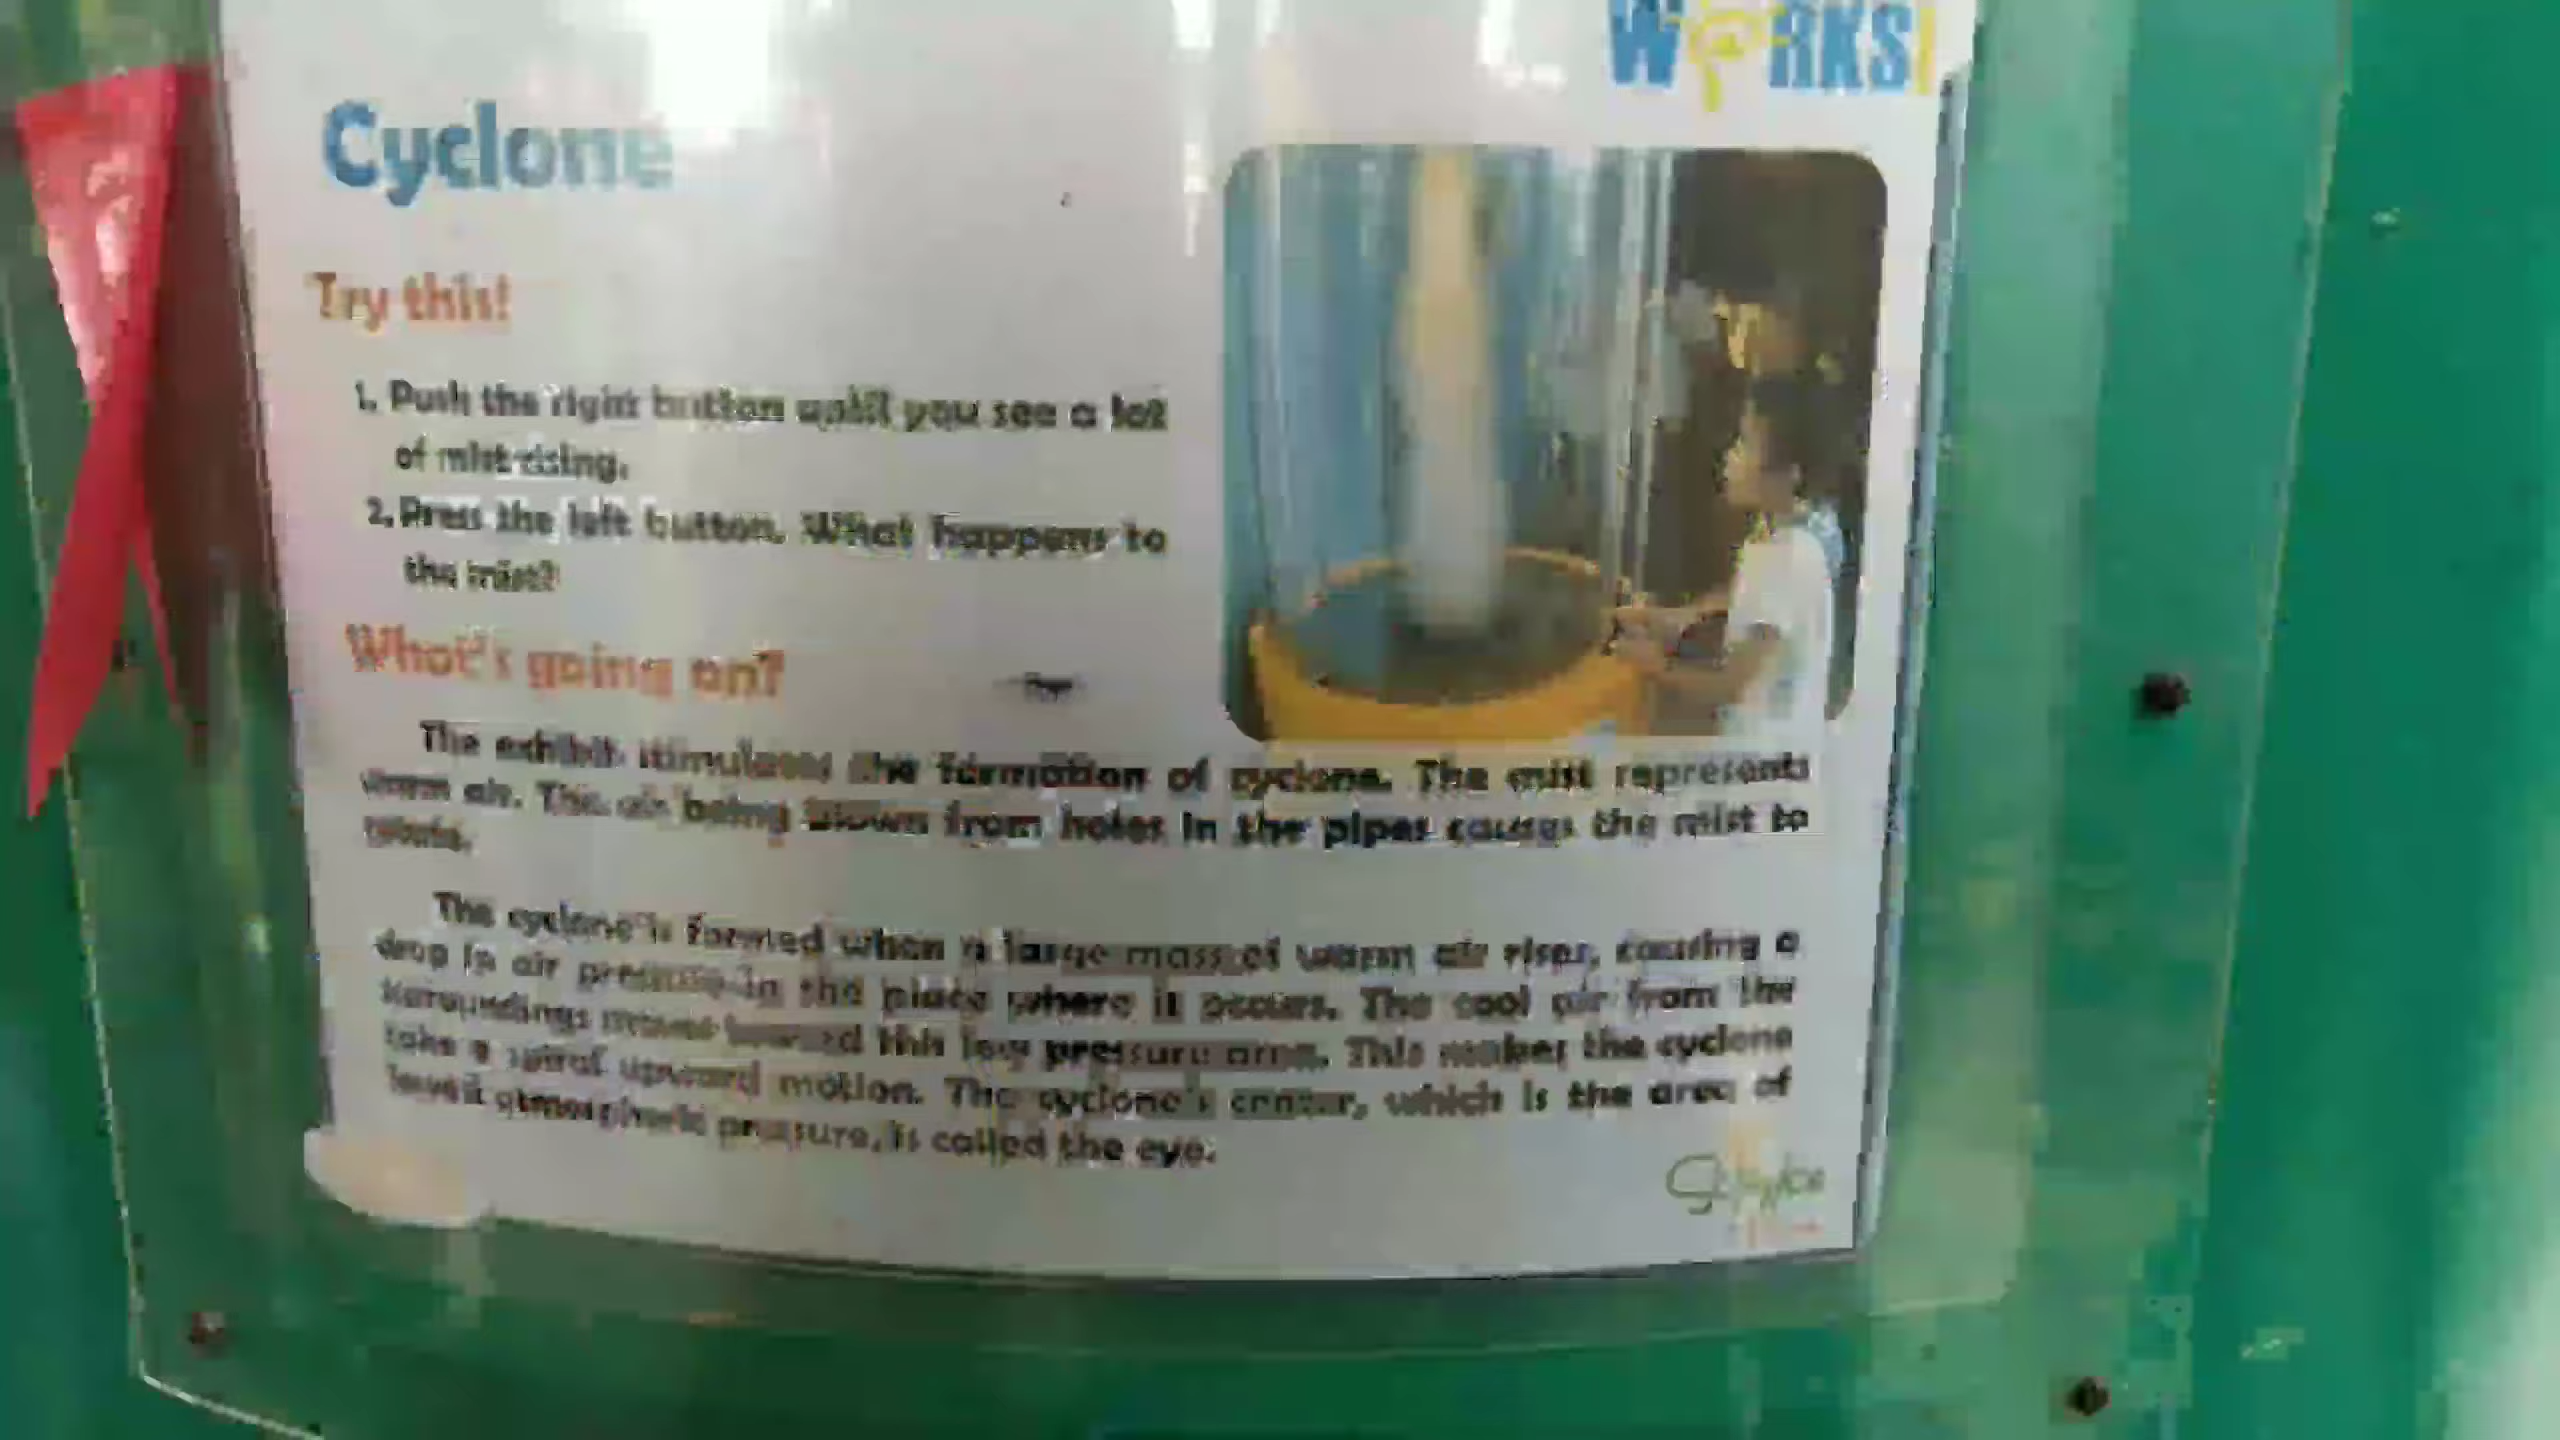 WORKS!
Cyclone
Try this!
1. Push the right button until you see a lot
of mist rising.
2. Press the left button. What happens to
the mist?
What's going on?
The exhibit stimulates the formation of cyclone. The mist represents
warm air. The air being blown from holes in the pipes causes the mist to
The cyclone is formed when a large mass of warm air rises, causing a
drop in air pressure in the place where it occurs. The cool air from the
moves toward this low pressure area. This makes the cyclone
take a spiral upward motion. The cyclone's center, which is the area of
lowest atmospheric pressure, is called the eye.